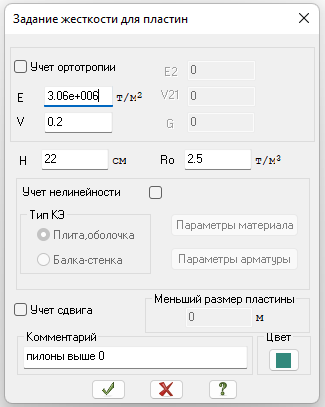 Задание жесткости для пластин
Учет ортотропии
E2 0
E 3.06e+006 т/м²
V21 0
V 0.2
G 0
H 22 см Ro 2.5 т/м³
Учет нелинейности
Тип КЭ
Плита,оболочка
Балка-стенка
Параметры материала
Параметры арматуры
Учет сдвига
Меньший размер пластины
0 м
Комментарий
пилоны выше 0
Цвет
?